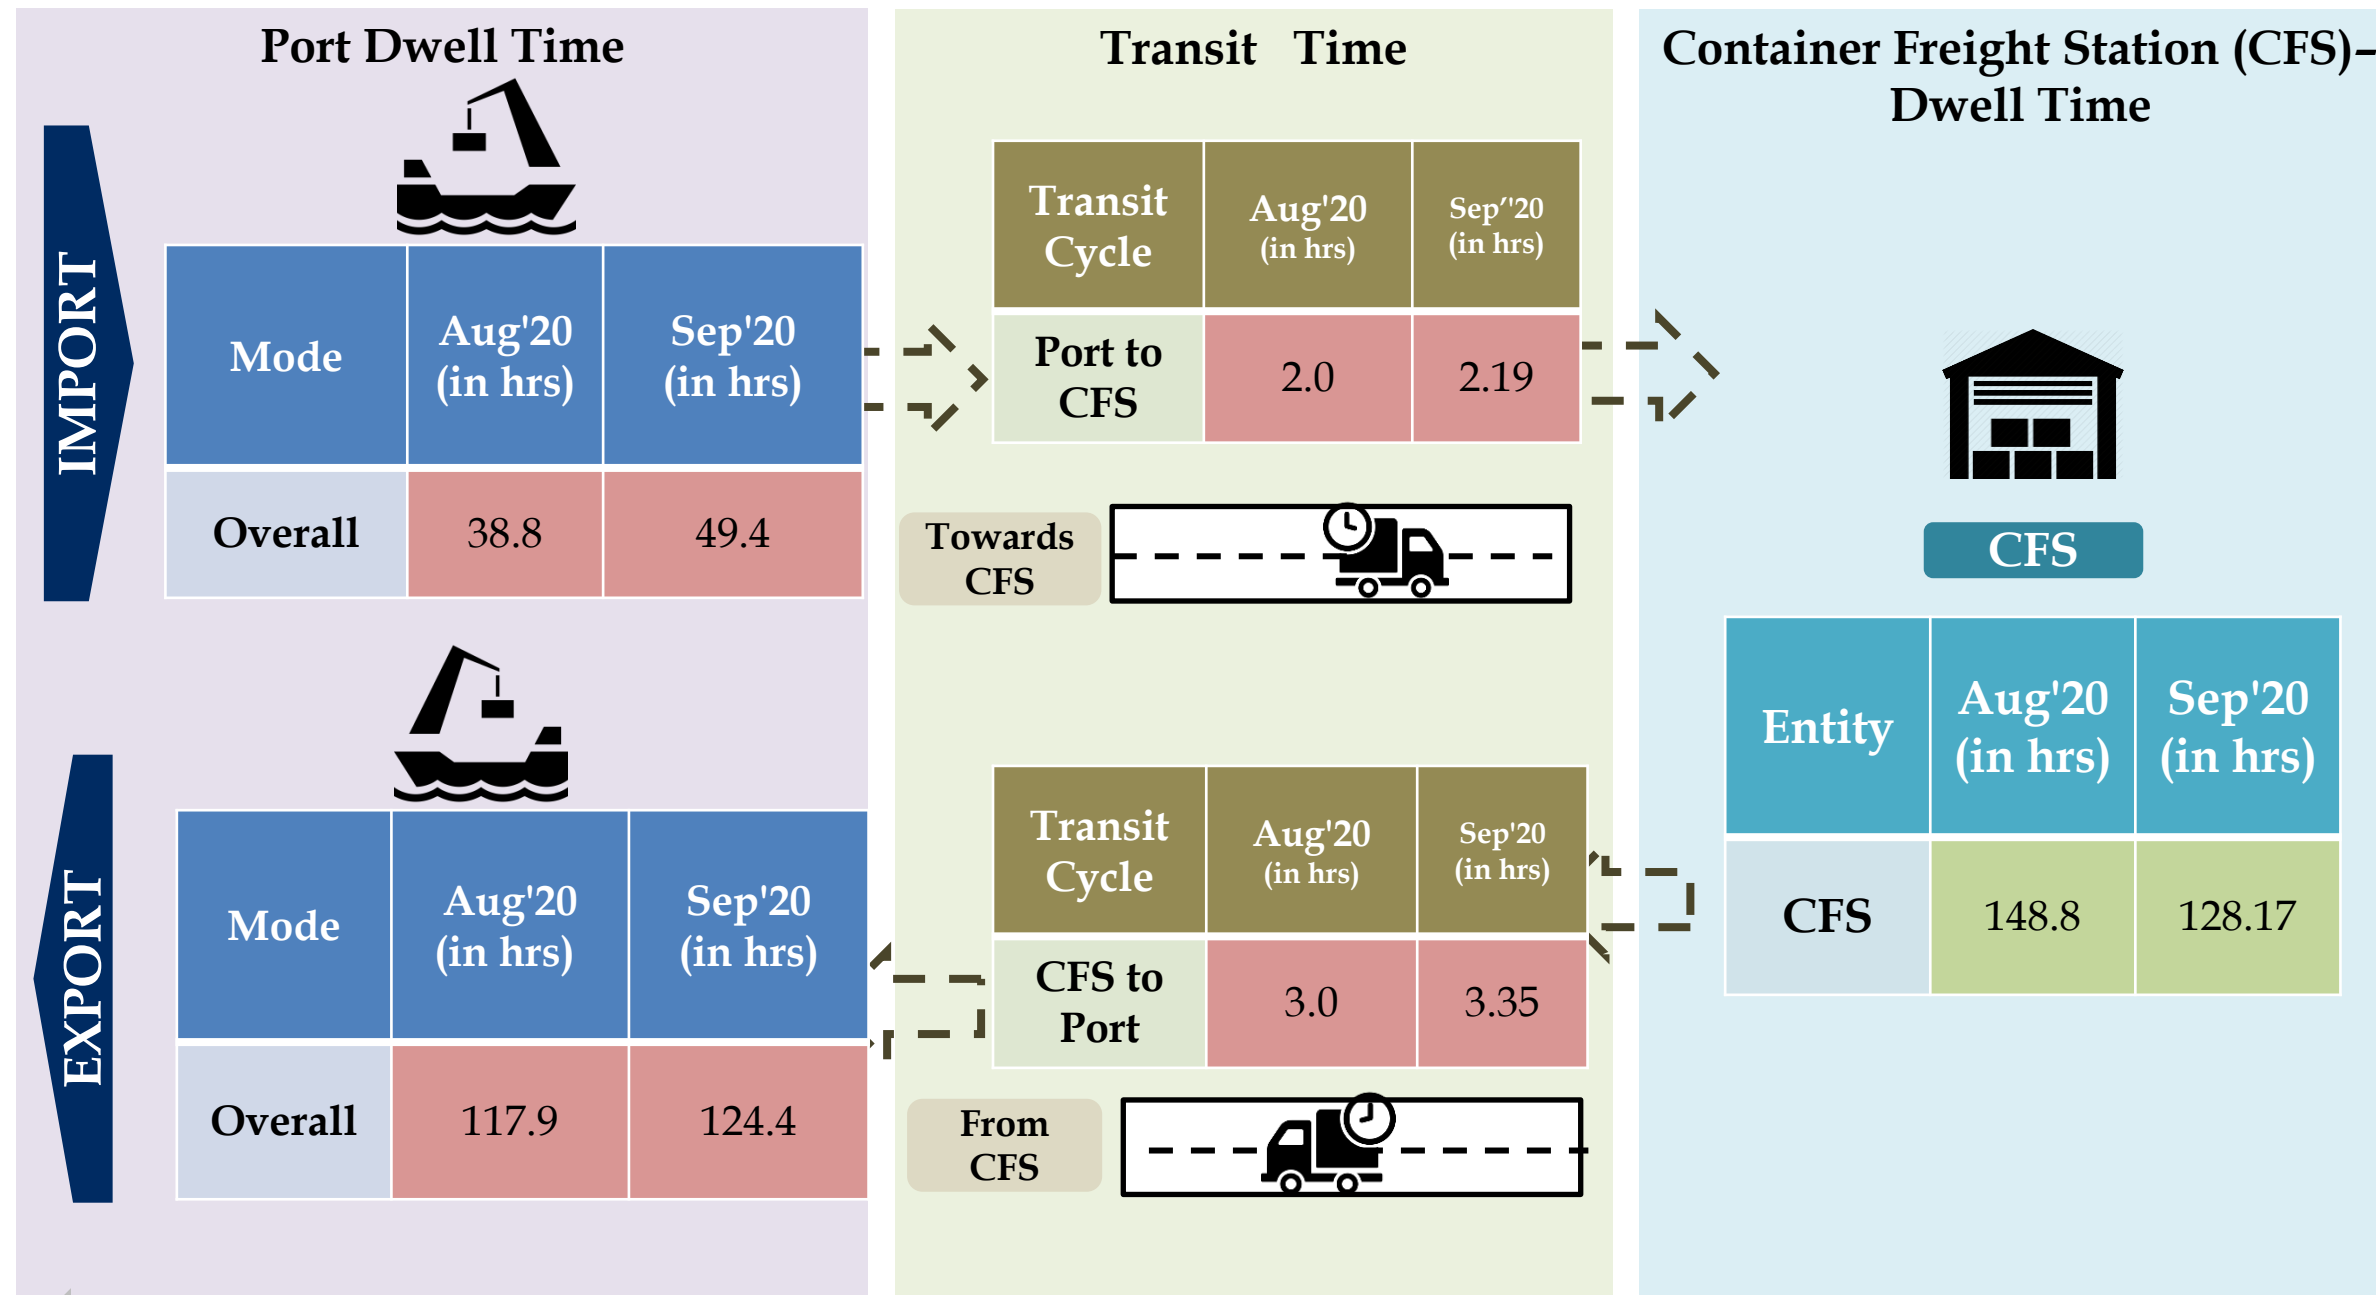 Port Dwell Time
IMPORT
Mode
Aug'20
(in hrs)
Sep'20
(in hrs)
Overall
38.8
49.4
EXPORT
Mode
Aug'20
(in hrs)
Sep'20
(in hrs)
Overall
117.9
124.4
Transit Time
Transit
Cycle
Aug'20
(in hrs)
Sep’'20
(in hrs)
Port to
CFS
2.0
2.19
Towards
CFS
Transit
Cycle
Aug'20
(in hrs)
Sep'20
(in hrs)
CFS to
Port
3.0
3.35
From
CFS
Container Freight Station (CFS)–
Dwell Time
CFS
Entity
Aug'20
(in hrs)
Sep'20
(in hrs)
CFS
148.8
128.17